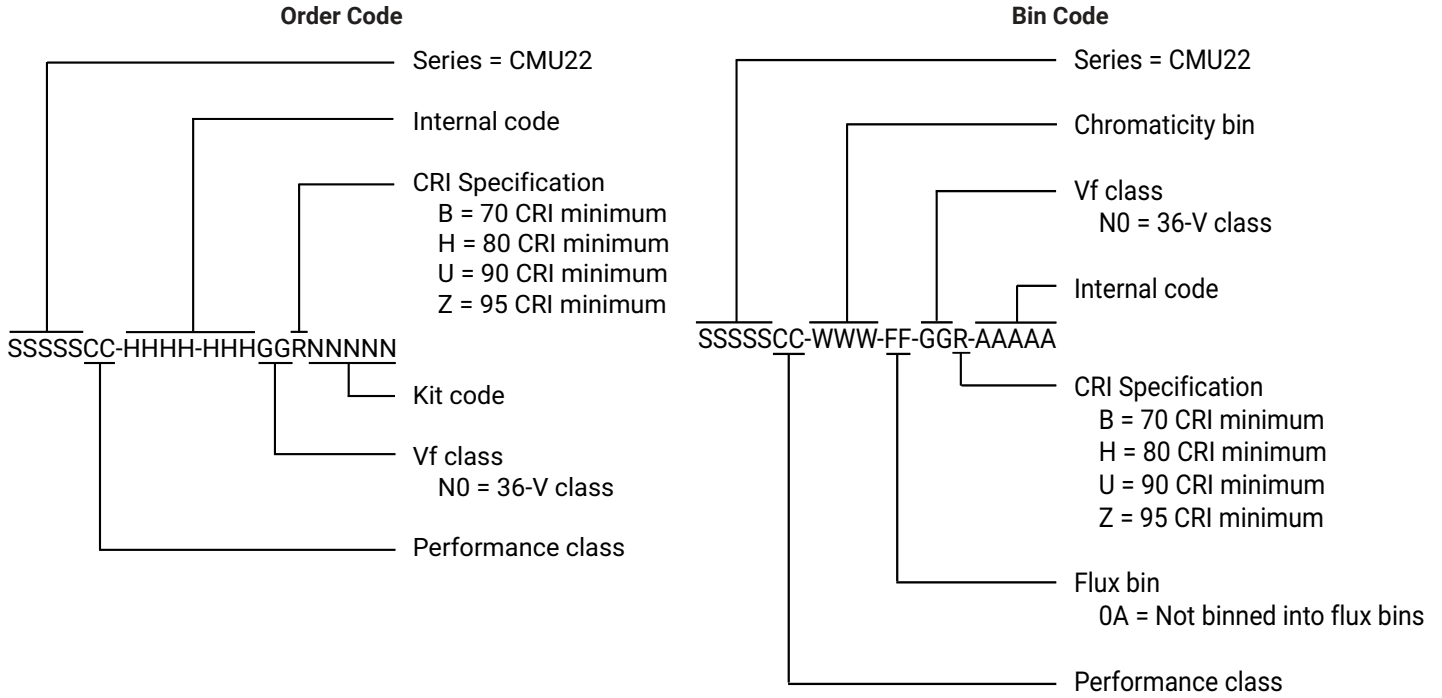 Order Code
Series = CMU22
Internal code
CRI Specification
B = 70 CRI minimum
H = 80 CRI minimum
U = 90 CRI minimum
Z = 95 CRI minimum
SSSSSCC-HHHH-HHHGGRNNNNN
Kit code
Vf class
N0 = 36-V class
Performance class
Bin Code
Series = CMU22
Chromaticity bin
Vf class
N0 = 36-V class
Internal code
SSSSSCC-WWW-FF-GGR-AAAAA
CRI Specification
B = 70 CRI minimum
H = 80 CRI minimum
U = 90 CRI minimum
Z = 95 CRI minimum
Flux bin
0A = Not binned into flux bins
Performance class